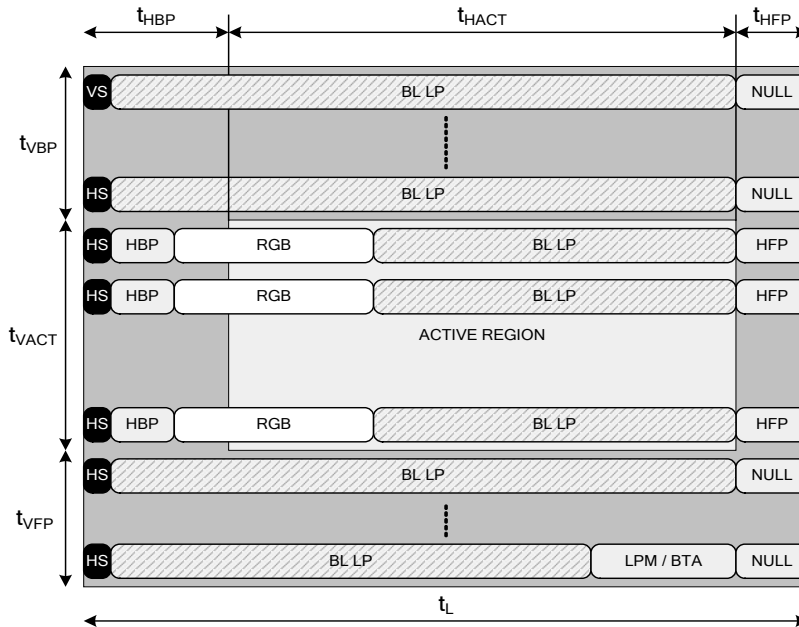 tHBP tHACT tHFP
VS BL LP NULL
tVBP
HS BL LP NULL
HS HBP RGB BL LP HFP
HS HBP RGB BL LP HFP
tVACT ACTIVE REGION
HS HBP RGB BL LP HFP
HS BL LP NULL
tVFP
HS BL LP LPM / BTA NULL
tL